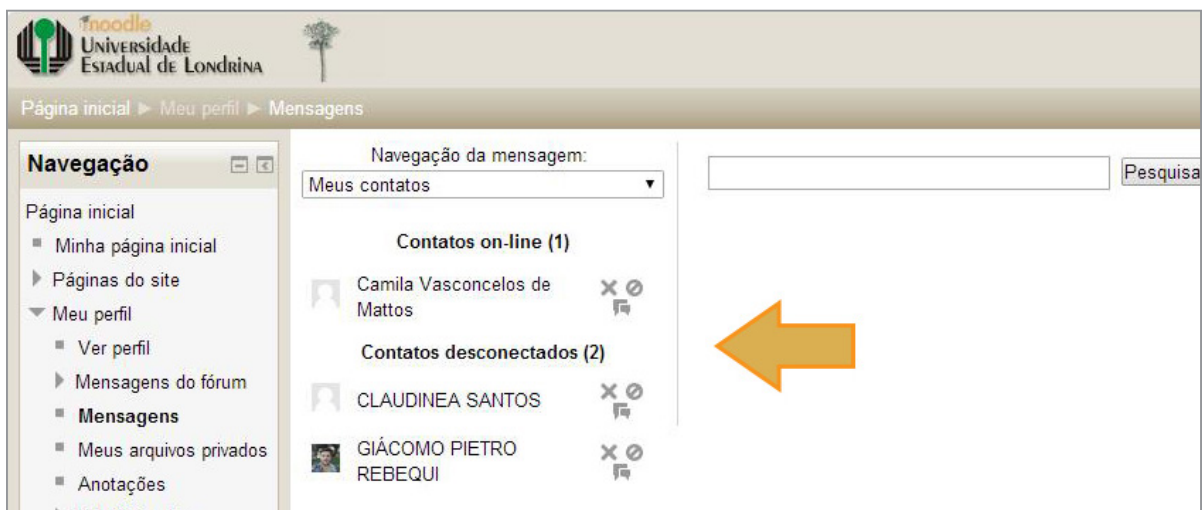 moodle
Universidade
Estadual de Londrina
Página inicial ► Meu perfil ► Mensagens
Navegação
Página inicial
Minha página inicial
Páginas do site
Meu perfil
Ver perfil
Mensagens do fórum
Mensagens
Meus arquivos privados
Anotações
Navegação da mensagem:
Meus contatos
Contatos on-line (1)
Camila Vasconcelos de
Mattos
Contatos desconectados (2)
CLAUDINEA SANTOS
GIÁCOMO PIETRO
REBEQUI
Pesquisa